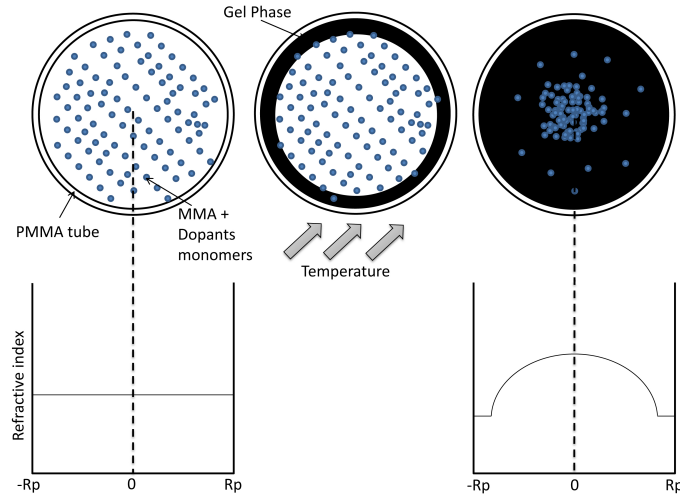 Gel Phase
PMMA tube
MMA +
Dopants
monomers
Temperature
Refractive index
-Rp
0
Rp
-Rp
0
Rp